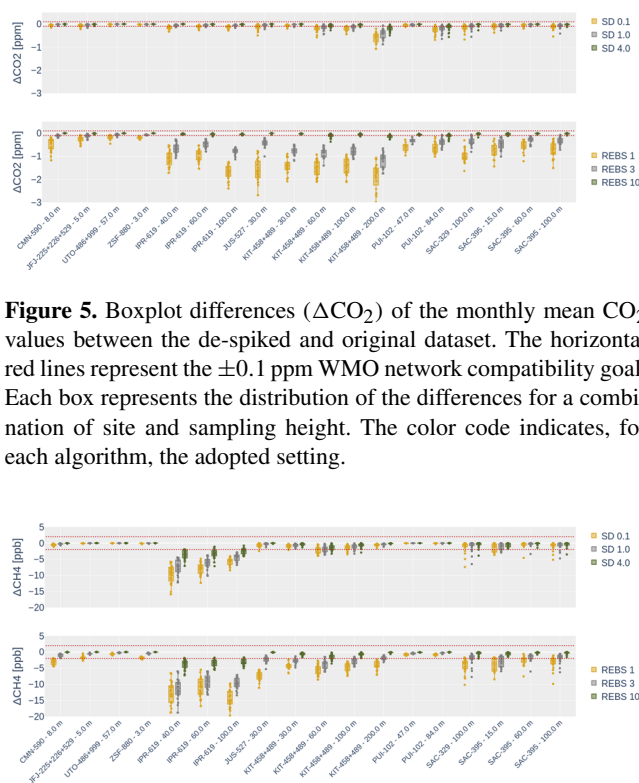 ΔCO2 [ppm]
0
−1
−2
−3
SD 0.1
SD 1.0
SD 4.0
ΔCO2 [ppm]
0
−1
−2
−3
REBS 1
REBS 3
REBS 10
CMN-590 - 8.0 m
JFJ-225+226+529 - 5.0 m
UTO-486+999 - 57.0 m
ZSF-880 - 3.0 m
IPR-619 - 40.0 m
IPR-619 - 60.0 m
IPR-619 - 100.0 m
JUS-527 - 30.0 m
KIT-458+489 - 30.0 m
KIT-458+489 - 60.0 m
KIT-458+489 - 100.0 m
KIT-458+489 - 200.0 m
PUI-102 - 47.0 m
PUI-102 - 84.0 m
SAC-329 - 100.0 m
SAC-395 - 15.0 m
SAC-395 - 60.0 m
SAC-395 - 100.0 m
Figure 5. Boxplot differences (ΔCO2) of the monthly mean CO2
values between the de-spiked and original dataset. The horizonta
red lines represent the ±0.1 ppm WMO network compatibility goal
Each box represents the distribution of the differences for a combi
nation of site and sampling height. The color code indicates, fo
each algorithm, the adopted setting.
ΔCH4 [ppb]
5
0
−5
−10
−15
−20
SD 0.1
SD 1.0
SD 4.0
ΔCH4 [ppb]
5
0
−5
−10
−15
−20
REBS 1
REBS 3
REBS 10
CMN-590 - 8.0 m
JFJ-225+226+529 - 5.0 m
UTO-486+999 - 57.0 m
ZSF-880 - 3.0 m
IPR-619 - 40.0 m
IPR-619 - 60.0 m
IPR-619 - 100.0 m
JUS-527 - 30.0 m
KIT-458+489 - 30.0 m
KIT-458+489 - 60.0 m
KIT-458+489 - 100.0 m
KIT-458+489 - 200.0 m
PUI-102 - 47.0 m
PUI-102 - 84.0 m
SAC-329 - 100.0 m
SAC-395 - 15.0 m
SAC-395 - 60.0 m
SAC-395 - 100.0 m